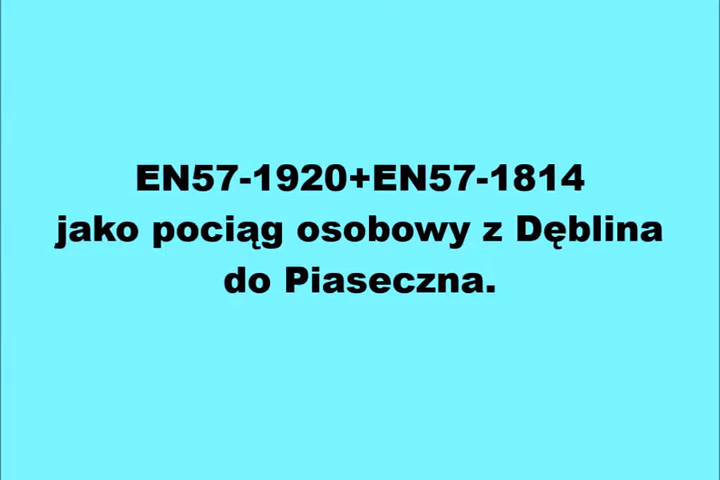 EN57-1920+EN57-1814
jako pociąg osobowy z Dęblina
do Piaseczna.